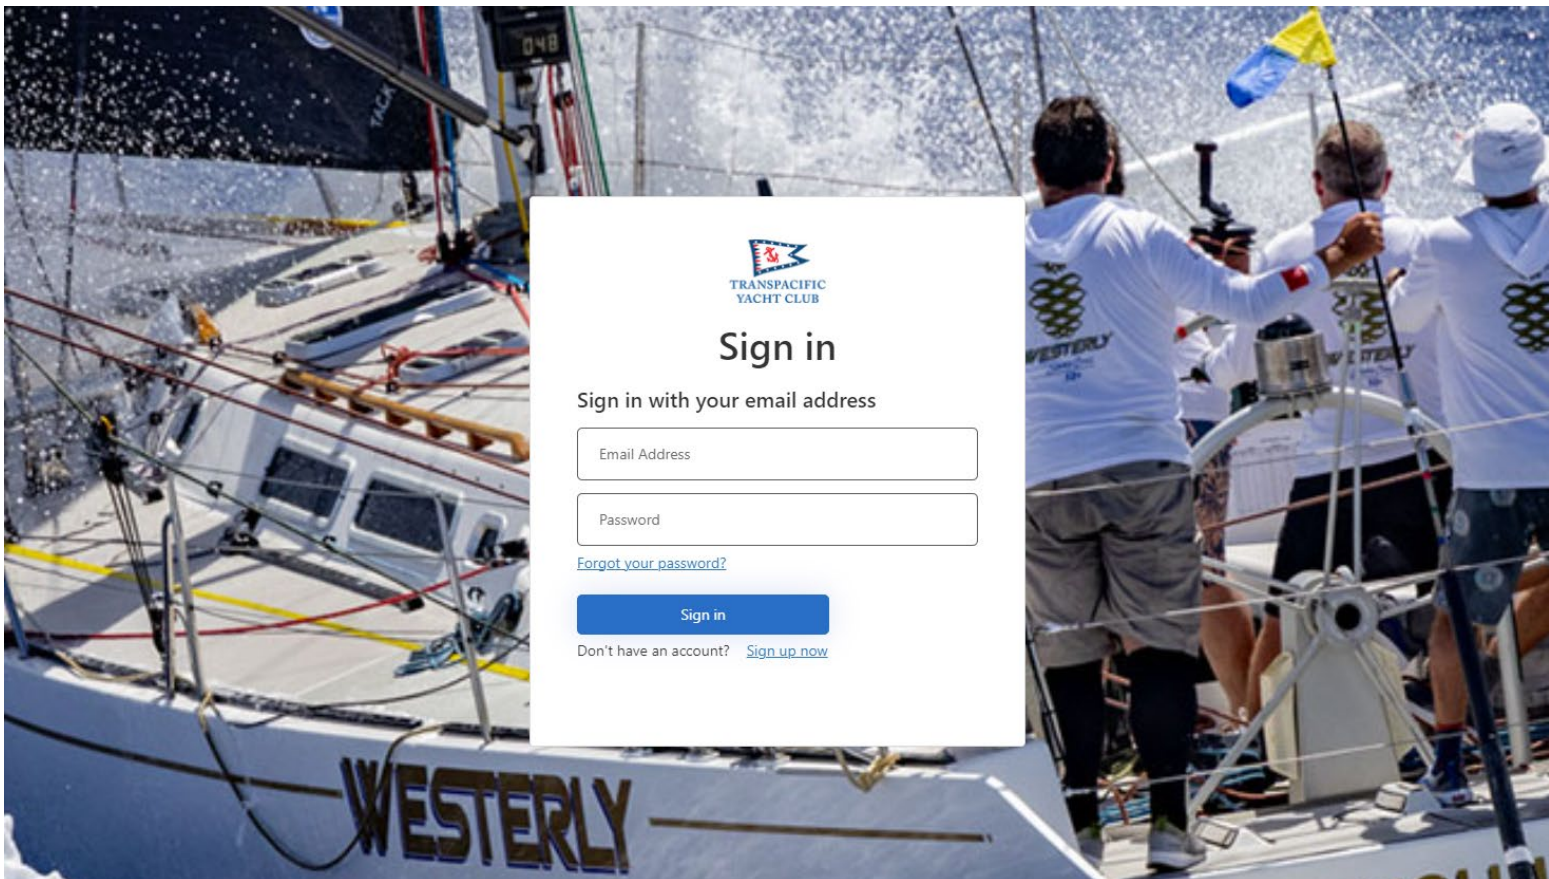 048
TACK
TRANSPACIFIC
YACHT CLUB
Sign in
Sign in with your email address
Email Address
Password
Forgot your password?
Sign in
Don't have an account? Sign up now
WESTERLY
WESTERLY
WESTERLY